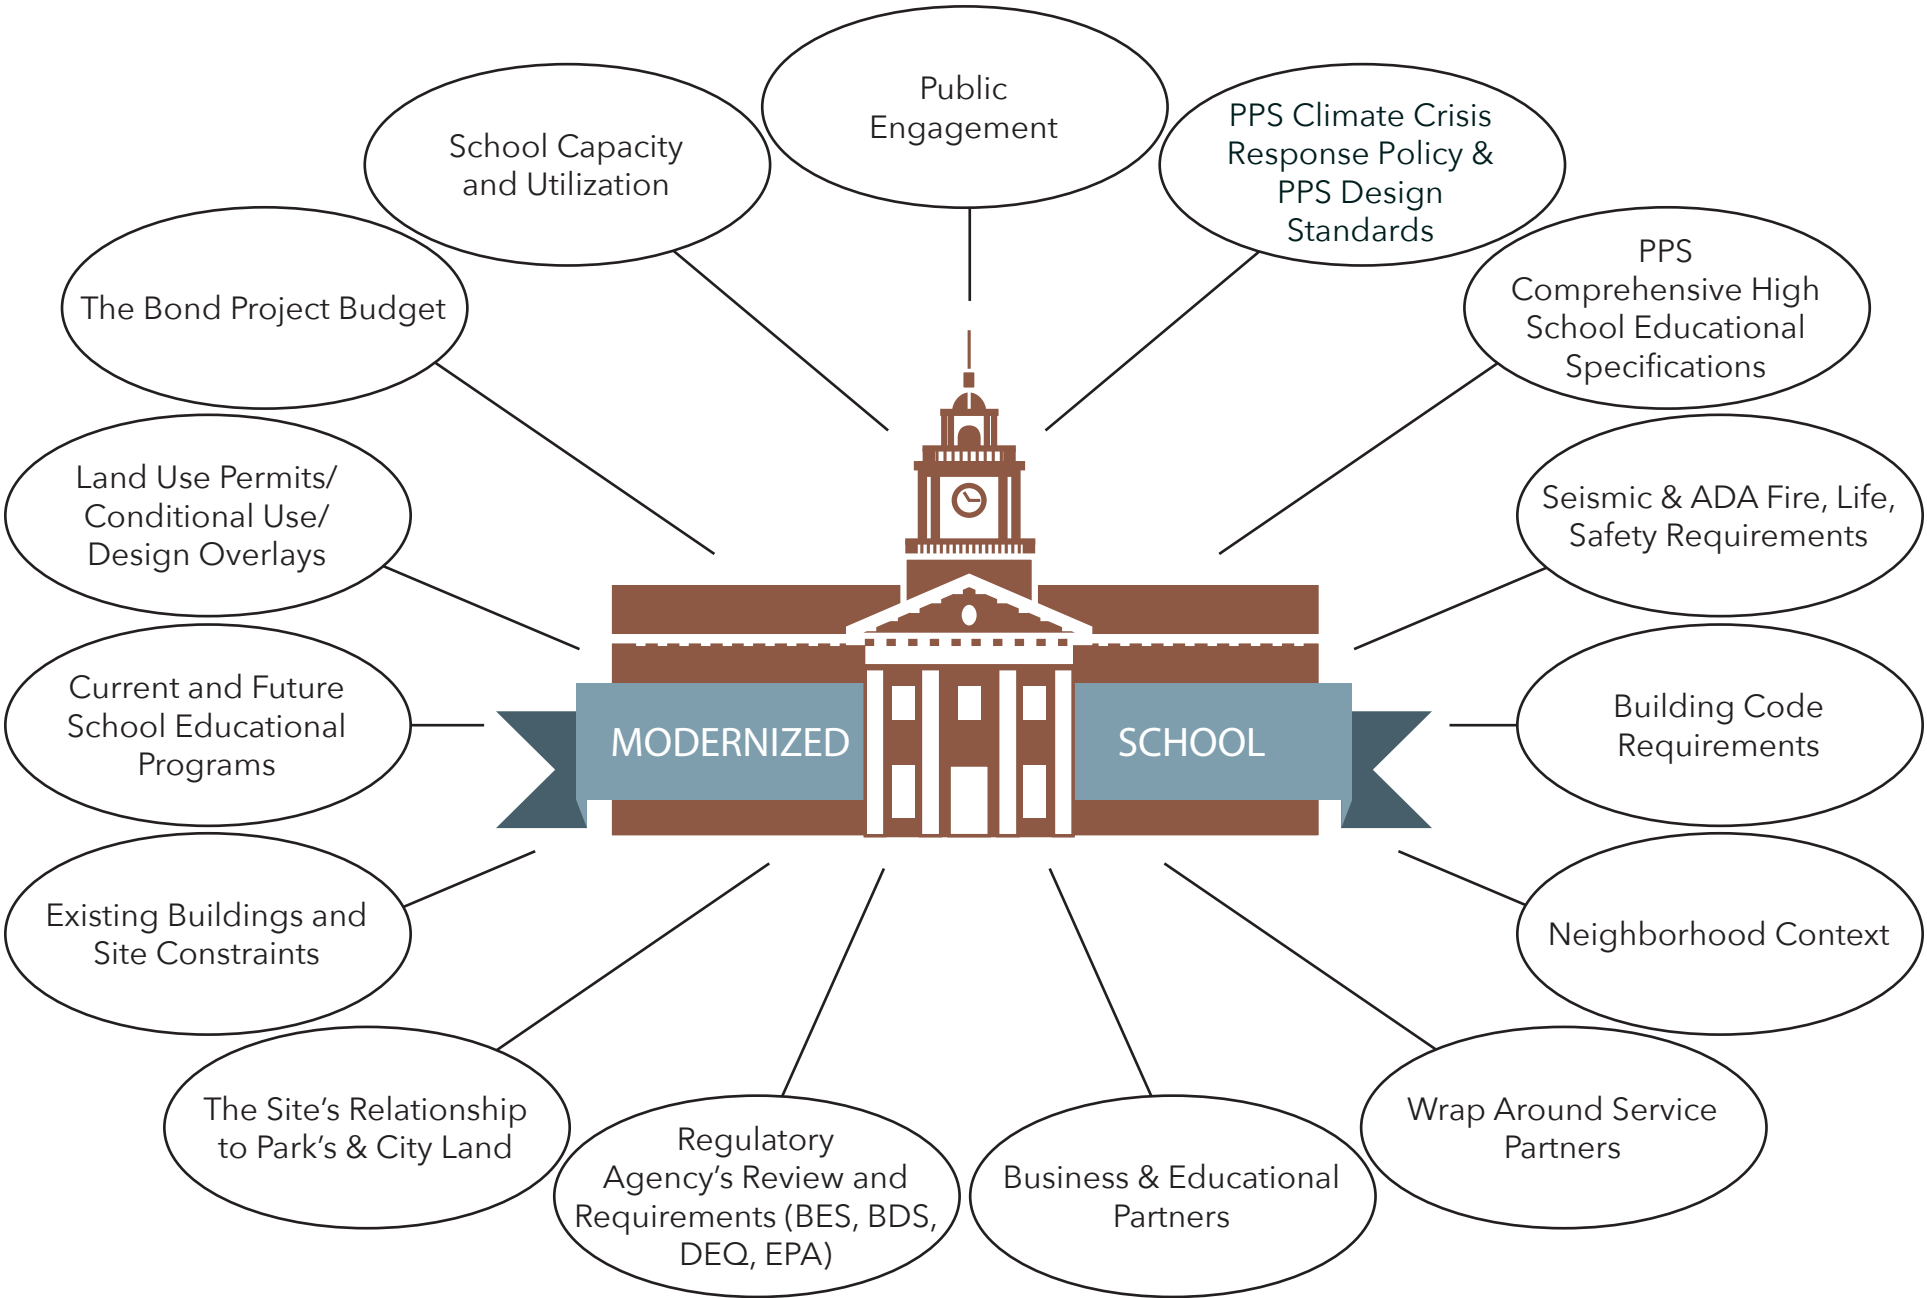 Public
Engagement
School Capacity
and Utilization
PPS Climate Crisis
Response Policy &
PPS Design
Standards
The Bond Project Budget
PPS
Comprehensive High
School Educational
Specifications
Land Use Permits/
Conditional Use/
Design Overlays
Seismic & ADA Fire, Life,
Safety Requirements
Current and Future
School Educational
Programs
MODERNIZED SCHOOL
Building Code
Requirements
Existing Buildings and
Site Constraints
Neighborhood Context
The Site's Relationship
to Park's & City Land
Regulatory
Agency's Review and
Requirements (BES, BDS,
DEQ, EPA)
Business & Educational
Partners
Wrap Around Service
Partners